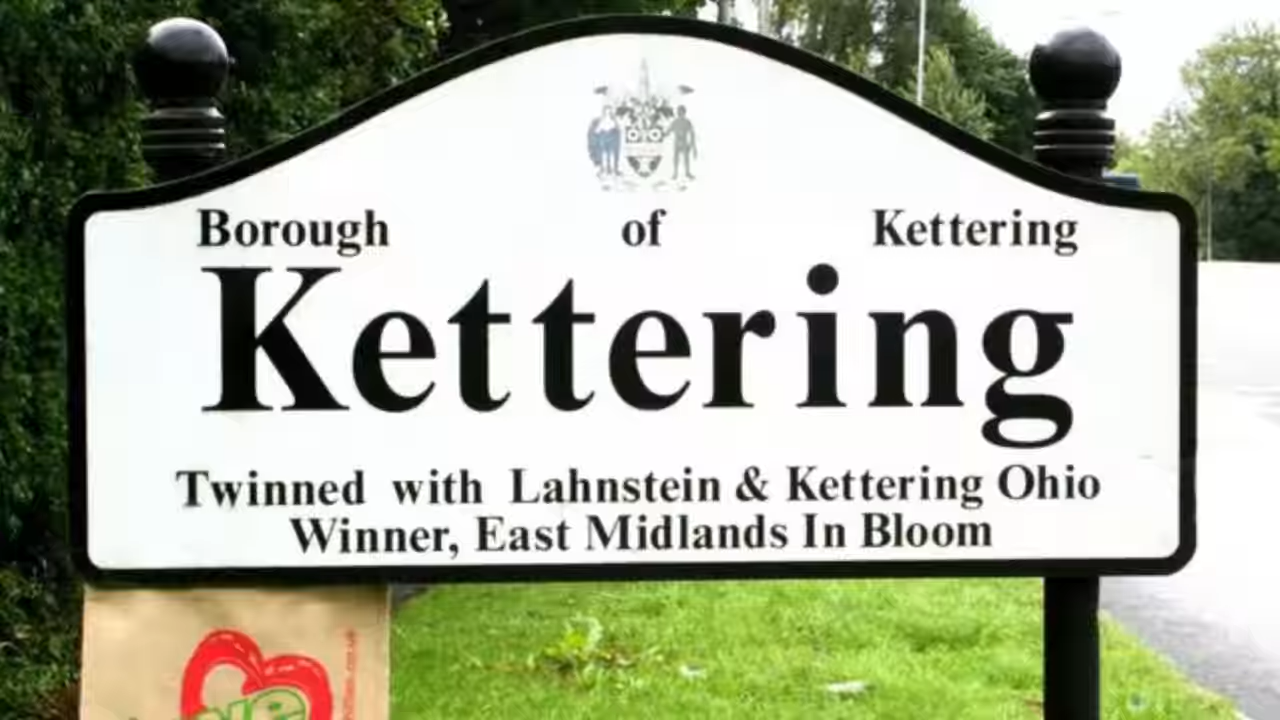 Borough of Kettering
Kettering
Twinned with Lahnstein & Kettering Ohio
Winner, East Midlands In Bloom